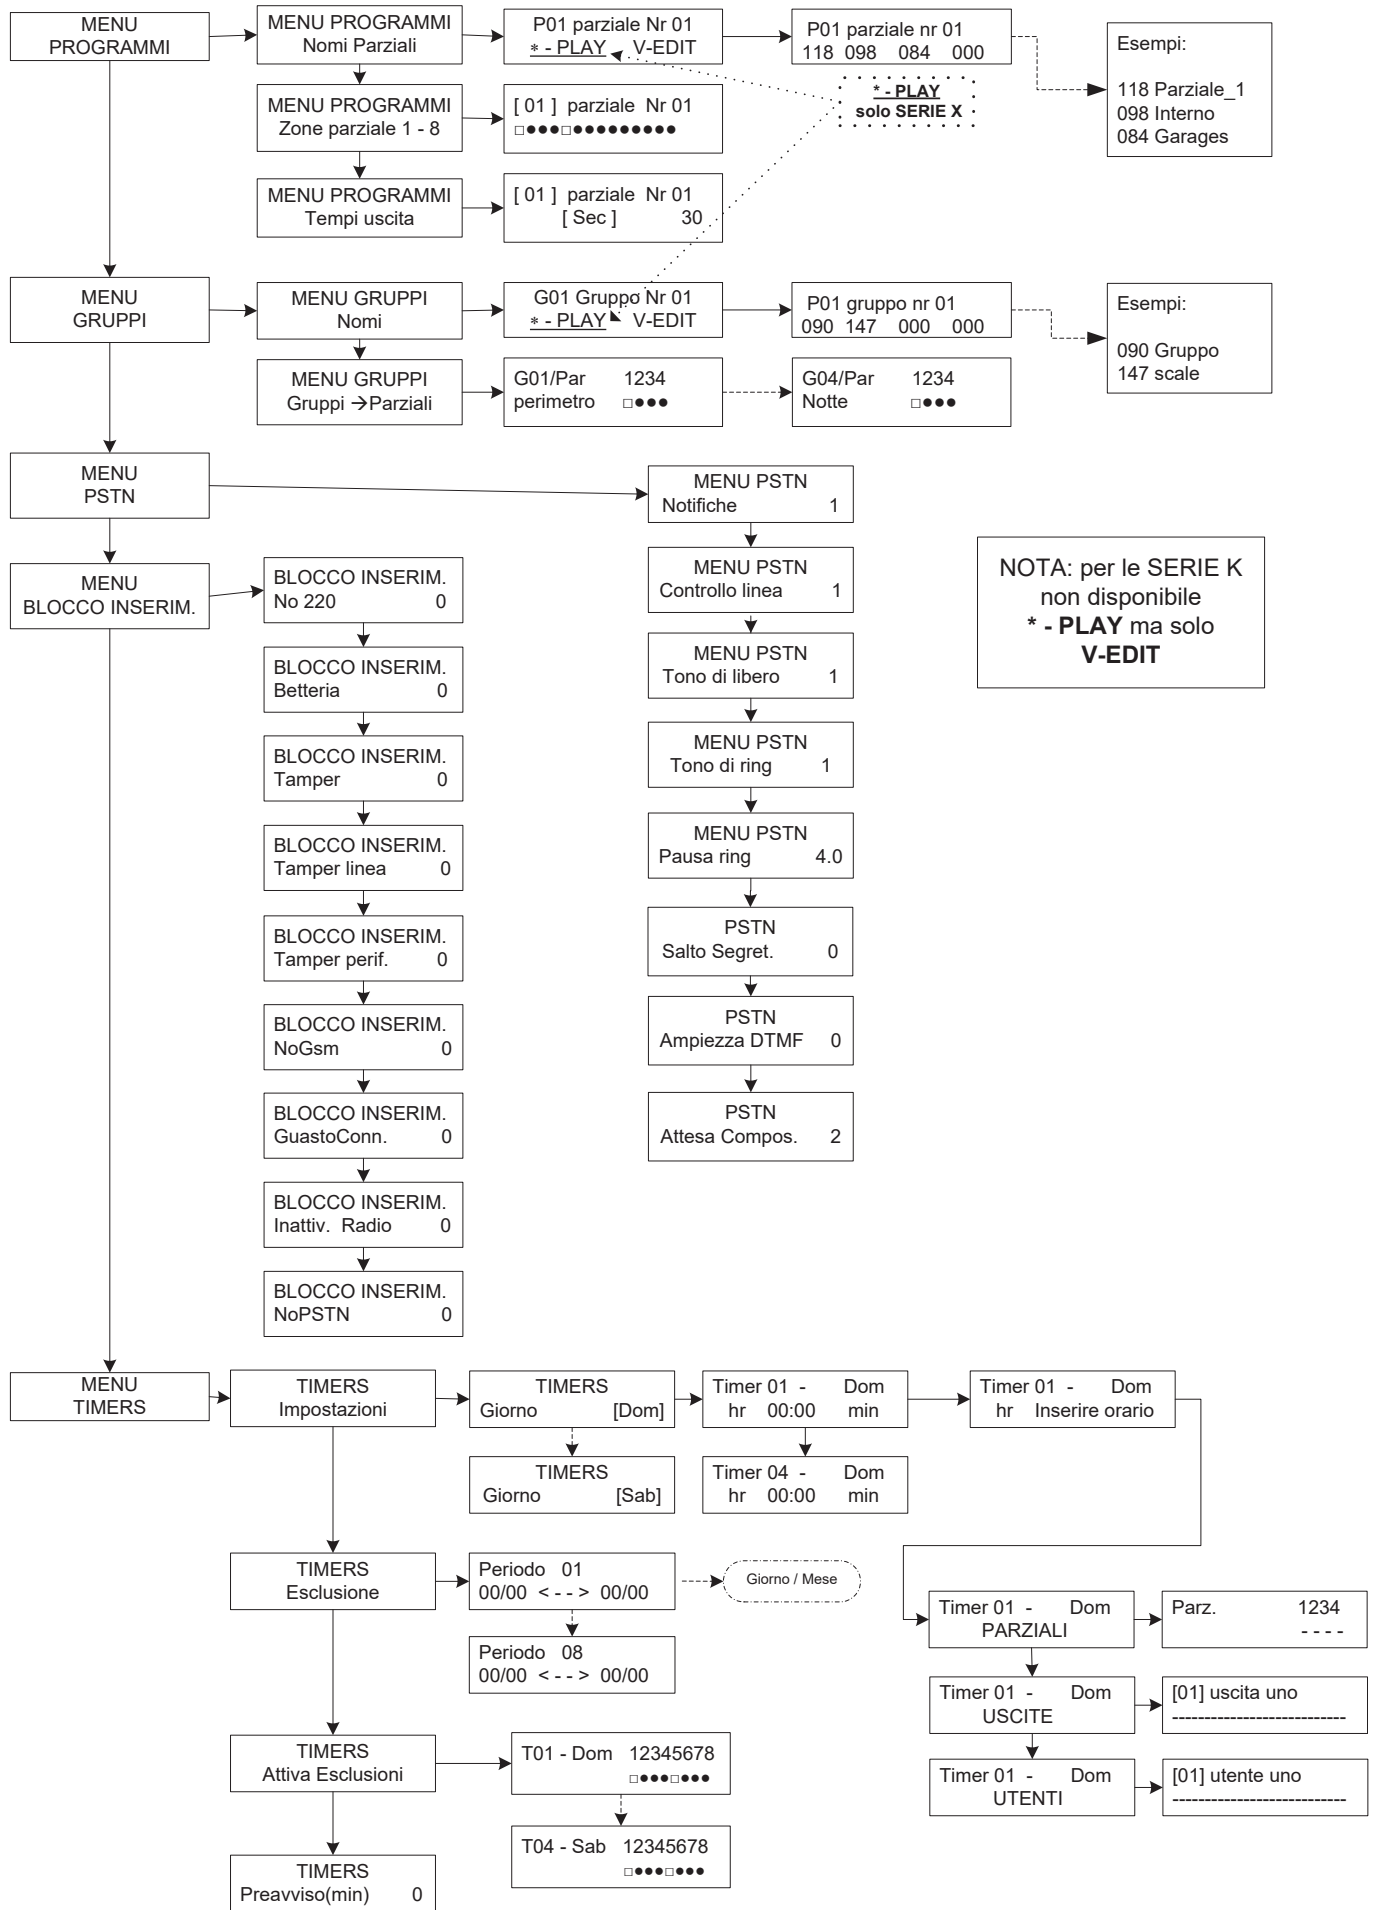 MENU
PROGRAMMI
MENU PROGRAMMI
Nomi Parziali
P01 parziale Nr 01
* - PLAY V-EDIT
P01 parziale nr 01
118 098 084 000
Esempi:
118 Parziale_1
098 Interno
084 Garages
* - PLAY
solo SERIE X
MENU PROGRAMMI
Zone parziale 1 - 8
[ 01 ] parziale Nr 01
□●●●□●●●●●●●●●
MENU PROGRAMMI
Tempi uscita
[ 01 ] parziale Nr 01
[ Sec ] 30
MENU
GRUPPI
MENU GRUPPI
Nomi
G01 Gruppo Nr 01
* - PLAY V-EDIT
P01 gruppo nr 01
090 147 000 000
Esempi:
090 Gruppo
147 scale
MENU GRUPPI
Gruppi →Parziali
G01/Par 1234
perimetro □●●●
G04/Par 1234
Notte □●●●
MENU
PSTN
MENU PSTN
Notifiche 1
MENU PSTN
Controllo linea 1
MENU PSTN
Tono di libero 1
MENU PSTN
Tono di ring 1
MENU PSTN
Pausa ring 4.0
PSTN
Salto Segret. 0
PSTN
Ampiezza DTMF 0
PSTN
Attesa Compos. 2
NOTA: per le SERIE K
non disponibile
* - PLAY ma solo
V-EDIT
MENU
BLOCCO INSERIM.
BLOCCO INSERIM.
No 220 0
BLOCCO INSERIM.
Betteria 0
BLOCCO INSERIM.
Tamper 0
BLOCCO INSERIM.
Tamper linea 0
BLOCCO INSERIM.
Tamper perif. 0
BLOCCO INSERIM.
NoGsm 0
BLOCCO INSERIM.
GuastoConn. 0
BLOCCO INSERIM.
Inattiv. Radio 0
BLOCCO INSERIM.
NoPSTN 0
MENU
TIMERS
TIMERS
Impostazioni
TIMERS
Giorno [Dom]
Timer 01 - Dom
hr 00:00 min
Timer 01 - Dom
hr Inserire orario
TIMERS
Giorno [Sab]
Timer 04 - Dom
hr 00:00 min
TIMERS
Esclusione
Periodo 01
00/00 < - - > 00/00
Giorno / Mese
Periodo 08
00/00 < - - > 00/00
Timer 01 - Dom
PARZIALI
Parz. 1234
- - - -
Timer 01 - Dom
USCITE
[01] uscita uno
---------------------------
Timer 01 - Dom
UTENTI
[01] utente uno
---------------------------
TIMERS
Attiva Esclusioni
T01 - Dom 12345678
□●●●□●●●
T04 - Sab 12345678
□●●●□●●●
TIMERS
Preavviso(min) 0